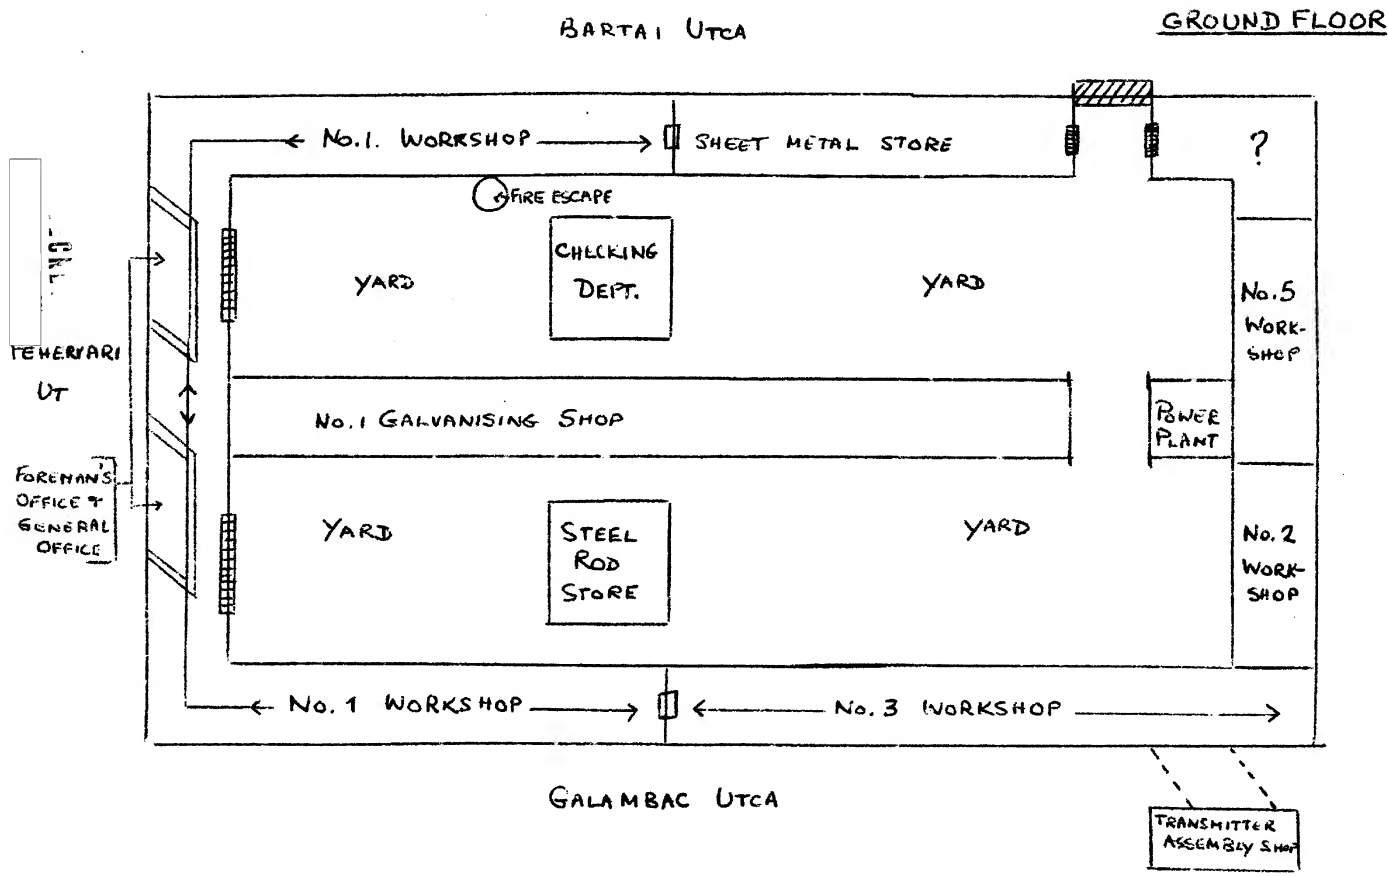 GROUND FLOOR
BARTAI UTCA
No.1. WORKSHOP
SHEET METAL STORE
?
FIRE ESCAPE
CHECKING
DEPT.
YARD
YARD
No.5
WORK-
SHOP
UT
No.1 GALVANISING SHOP
POWER
PLANT
FOREMAN'S
OFFICE &
GENERAL
OFFICE
YARD
STEEL
ROD
STORE
YARD
No.2
WORK-
SHOP
No.1 WORKSHOP
No.3 WORKSHOP
GALAMBAC UTCA
TRANSMITTER
ASSEMBLY SHOP